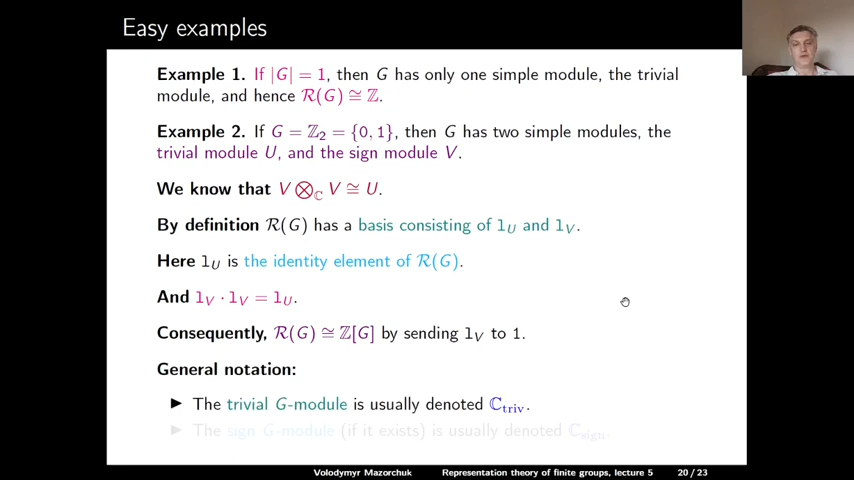 Easy examples
Example 1. If |G| = 1, then G has only one simple module, the trivial
module, and hence ℛ(G) ≅ ℤ.
Example 2. If G = ℤ₂ = {0, 1}, then G has two simple modules, the
trivial module U, and the sign module V.
We know that V ⊗_ℂ V ≅ U.
By definition ℛ(G) has a basis consisting of 1_U and 1_V.
Here 1_U is the identity element of ℛ(G).
And 1_V · 1_V = 1_U.
Consequently, ℛ(G) ≅ ℤ[G] by sending 1_V to 1.
General notation:
▶ The trivial G-module is usually denoted ℂ_triv.
▶ The sign G-module (if it exists) is usually denoted ℂ_sign.
Volodymyr Mazorchuk Representation theory of finite groups, lecture 5 20/23